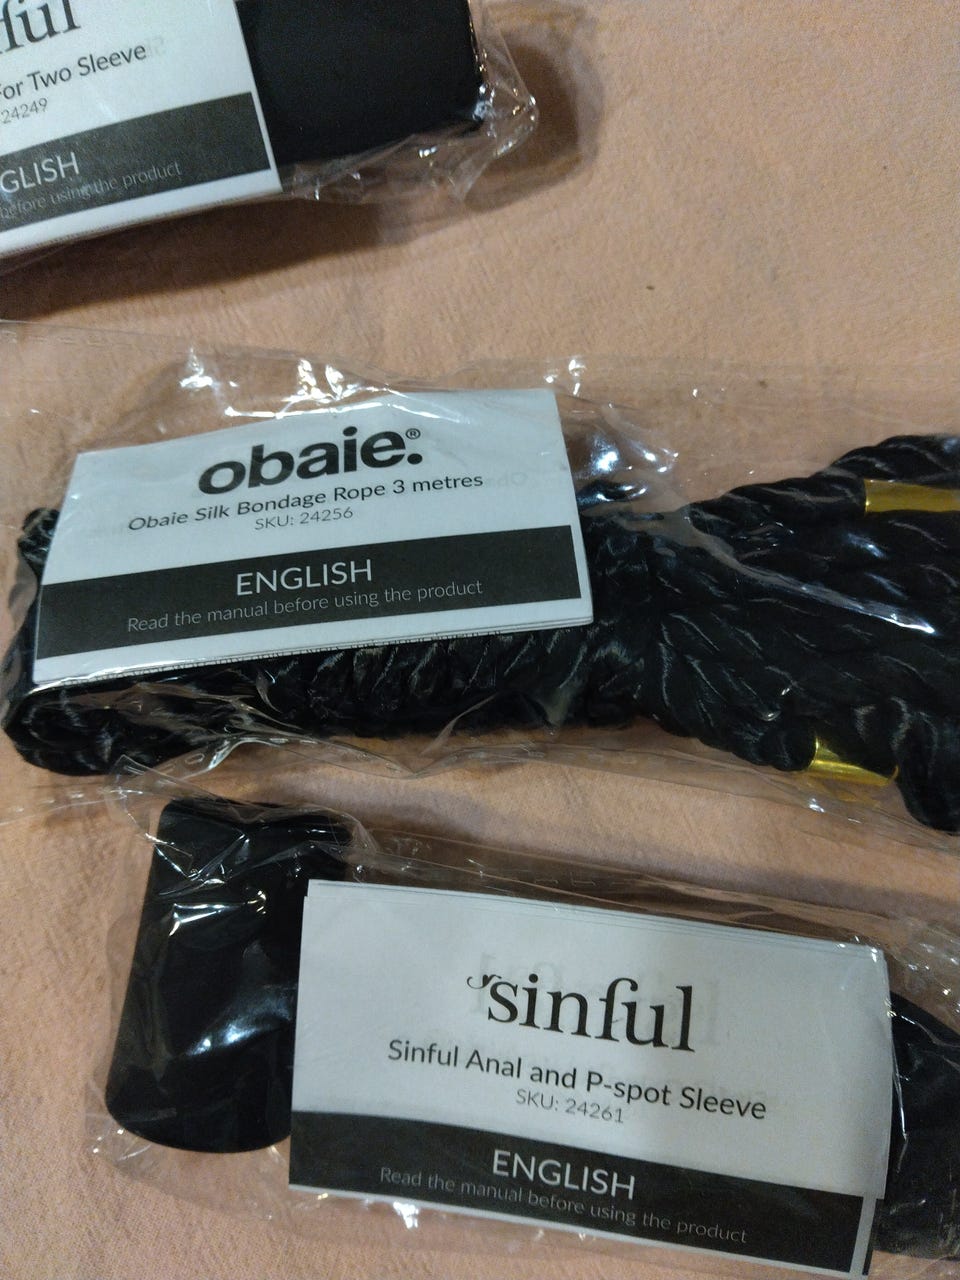 ful
For Two Sleeve
24249
GLISH
before using the product
obaie.®
Obaie Silk Bondage Rope 3 metres
SKU: 24256
ENGLISH
Read the manual before using the product
sinful
Sinful Anal and P-spot Sleeve
SKU: 24261
ENGLISH
Read the manual before using the product